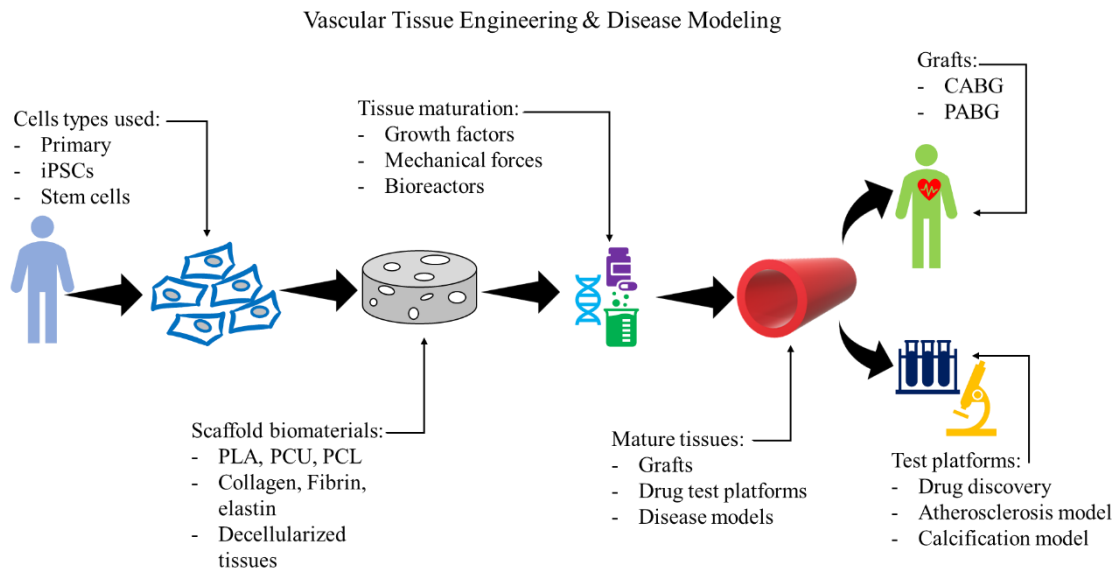 Vascular Tissue Engineering & Disease Modeling
Cells types used:
- Primary
- iPSCs
- Stem cells
Tissue maturation:
- Growth factors
- Mechanical forces
- Bioreactors
Grafts:
- CABG
- PABG
Scaffold biomaterials:
- PLA, PCU, PCL
- Collagen, Fibrin,
elastin
- Decellularized
tissues
Mature tissues:
- Grafts
- Drug test platforms
- Disease models
Test platforms:
- Drug discovery
- Atherosclerosis model
- Calcification model